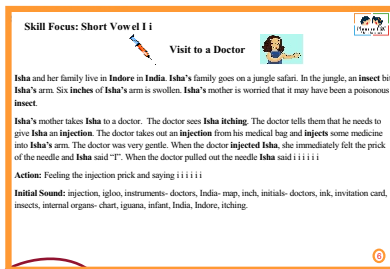 Skill Focus: Short Vowel I i
Visit to a Doctor
Isha and her family live in Indore in India. Isha's family goes on a jungle safari. In the jungle, an insect bit
Isha's arm. Six inches of Isha's arm is swollen. Isha's mother is worried that it may have been a poisonous
insect.
Isha's mother takes Isha to a doctor. The doctor sees Isha itching. The doctor tells them that he needs to
give Isha an injection. The doctor takes out an injection from his medical bag and injects some medicine
into Isha's arm. The doctor was very gentle. When the doctor injected Isha, she immediately felt the prick
of the needle and Isha said "I". When the doctor pulled out the needle Isha said i i i i i i
Action: Feeling the injection prick and saying i i i i i i
Initial Sound: injection, igloo, instruments- doctors, India- map, inch, initials- doctors, ink, invitation card,
insects, internal organs- chart, iguana, infant, India, Indore, itching.
6